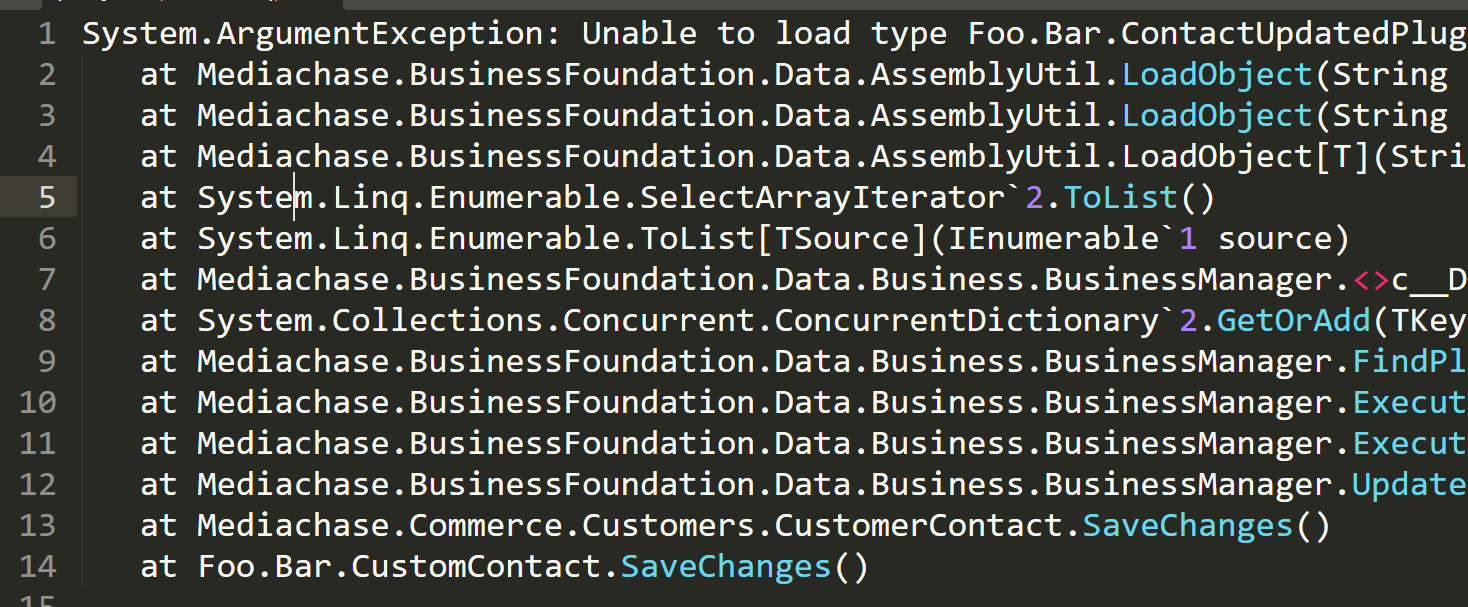 1 System.ArgumentException: Unable to load type Foo.Bar.ContactUpdatedPlug
2 at Mediachase.BusinessFoundation.Data.AssemblyUtil.LoadObject(String
3 at Mediachase.BusinessFoundation.Data.AssemblyUtil.LoadObject(String
4 at Mediachase.BusinessFoundation.Data.AssemblyUtil.LoadObject[T](Stri
5 at System.Linq.Enumerable.SelectArrayIterator`2.ToList()
6 at System.Linq.Enumerable.ToList[TSource](IEnumerable`1 source)
7 at Mediachase.BusinessFoundation.Data.Business.BusinessManager.<>c__D
8 at System.Collections.Concurrent.ConcurrentDictionary`2.GetOrAdd(TKey
9 at Mediachase.BusinessFoundation.Data.Business.BusinessManager.FindPl
10 at Mediachase.BusinessFoundation.Data.Business.BusinessManager.Execut
11 at Mediachase.BusinessFoundation.Data.Business.BusinessManager.Execut
12 at Mediachase.BusinessFoundation.Data.Business.BusinessManager.Update
13 at Mediachase.Commerce.Customers.CustomerContact.SaveChanges()
14 at Foo.Bar.CustomContact.SaveChanges()
15